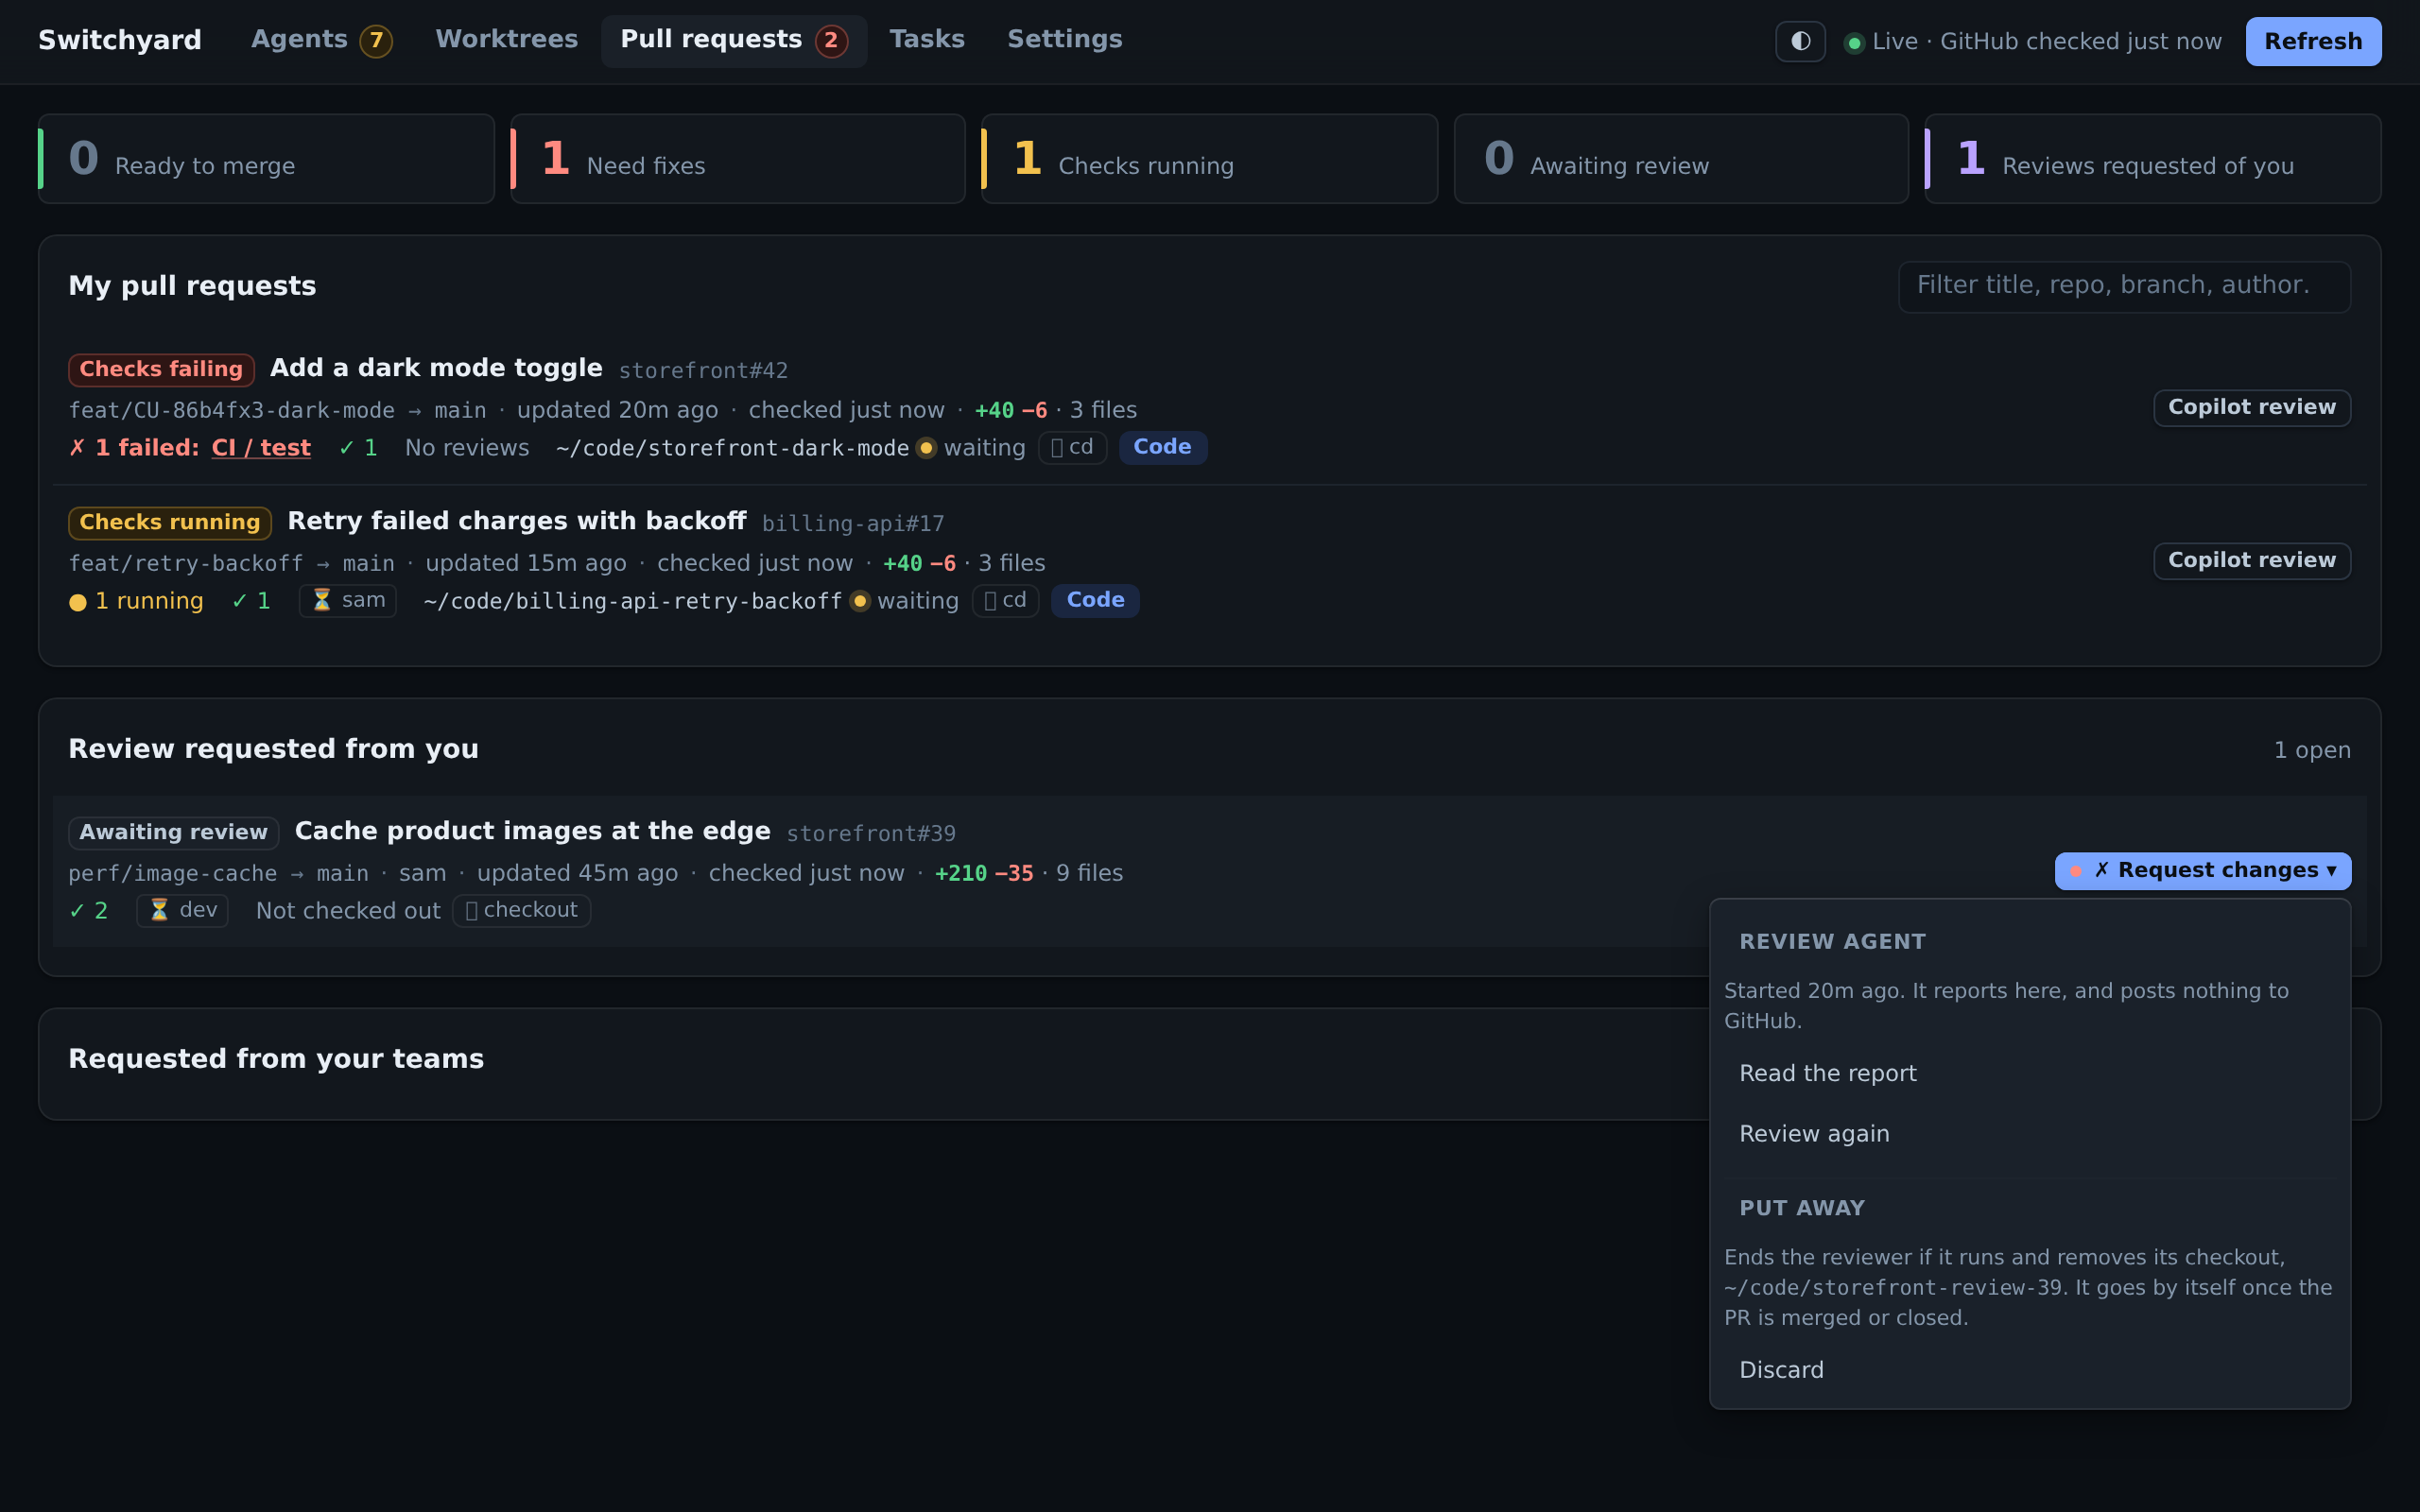 Switchyard Agents 7 Worktrees Pull requests 2 Tasks Settings Live · GitHub checked just now Refresh
0 Ready to merge 1 Need fixes 1 Checks running 0 Awaiting review 1 Reviews requested of you
My pull requests Filter title, repo, branch, author.
Checks failing Add a dark mode toggle storefront#42
feat/CU-86b4fx3-dark-mode → main · updated 20m ago · checked just now · +40 −6 · 3 files
Copilot review
✗ 1 failed: CI / test ✓ 1 No reviews ~/code/storefront-dark-mode waiting cd Code
Checks running Retry failed charges with backoff billing-api#17
feat/retry-backoff → main · updated 15m ago · checked just now · +40 −6 · 3 files
Copilot review
● 1 running ✓ 1 ⏳ sam ~/code/billing-api-retry-backoff waiting cd Code
Review requested from you 1 open
Awaiting review Cache product images at the edge storefront#39
perf/image-cache → main · sam · updated 45m ago · checked just now · +210 −35 · 9 files
✗ Request changes ▾
✓ 2 ⏳ dev Not checked out checkout
REVIEW AGENT
Started 20m ago. It reports here, and posts nothing to
GitHub.
Read the report
Review again
PUT AWAY
Ends the reviewer if it runs and removes its checkout,
~/code/storefront-review-39. It goes by itself once the
PR is merged or closed.
Discard
Requested from your teams